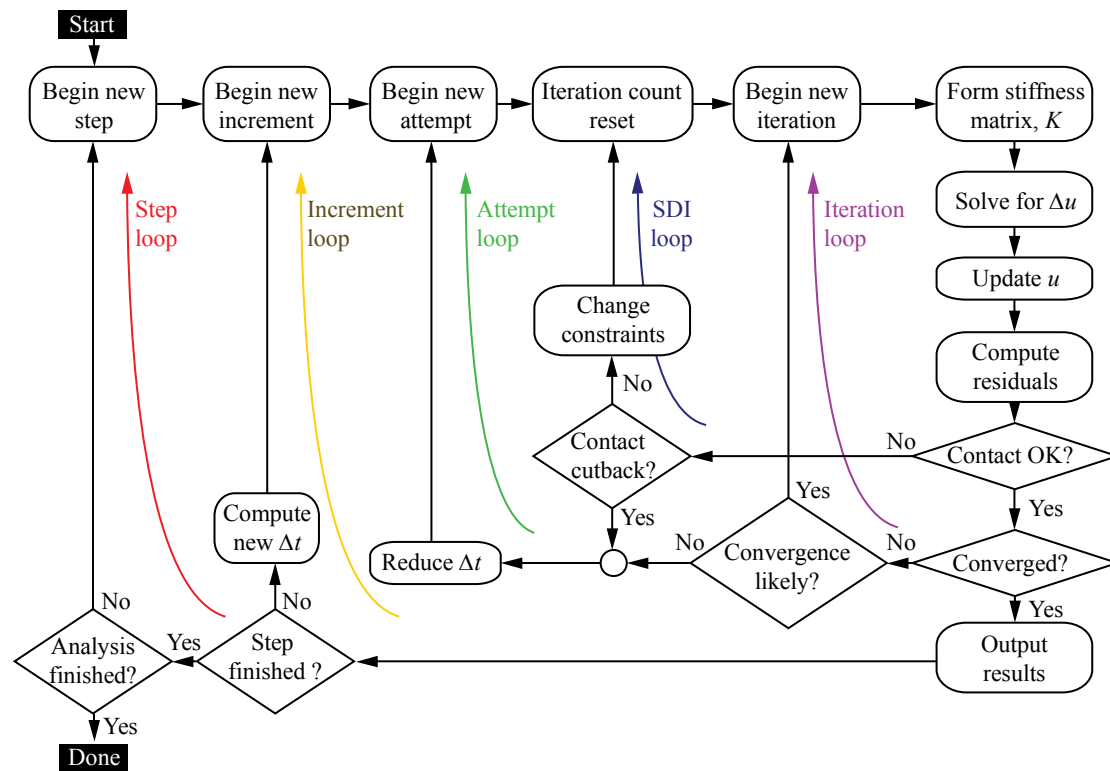 Start
Begin new
step
Begin new
increment
Begin new
attempt
Iteration count
reset
Begin new
iteration
Form stiffness
matrix, K
Solve for Δu
Update u
Compute
residuals
Step
loop
Increment
loop
Attempt
loop
SDI
loop
Iteration
loop
Change
constraints
No
Contact
cutback?
Yes
No
Contact OK?
Yes
Compute
new Δt
Reduce Δt
No
Convergence
likely?
Yes
No
Converged?
Yes
No
Analysis
finished?
Yes
Yes
No
Step
finished ?
Output
results
Done